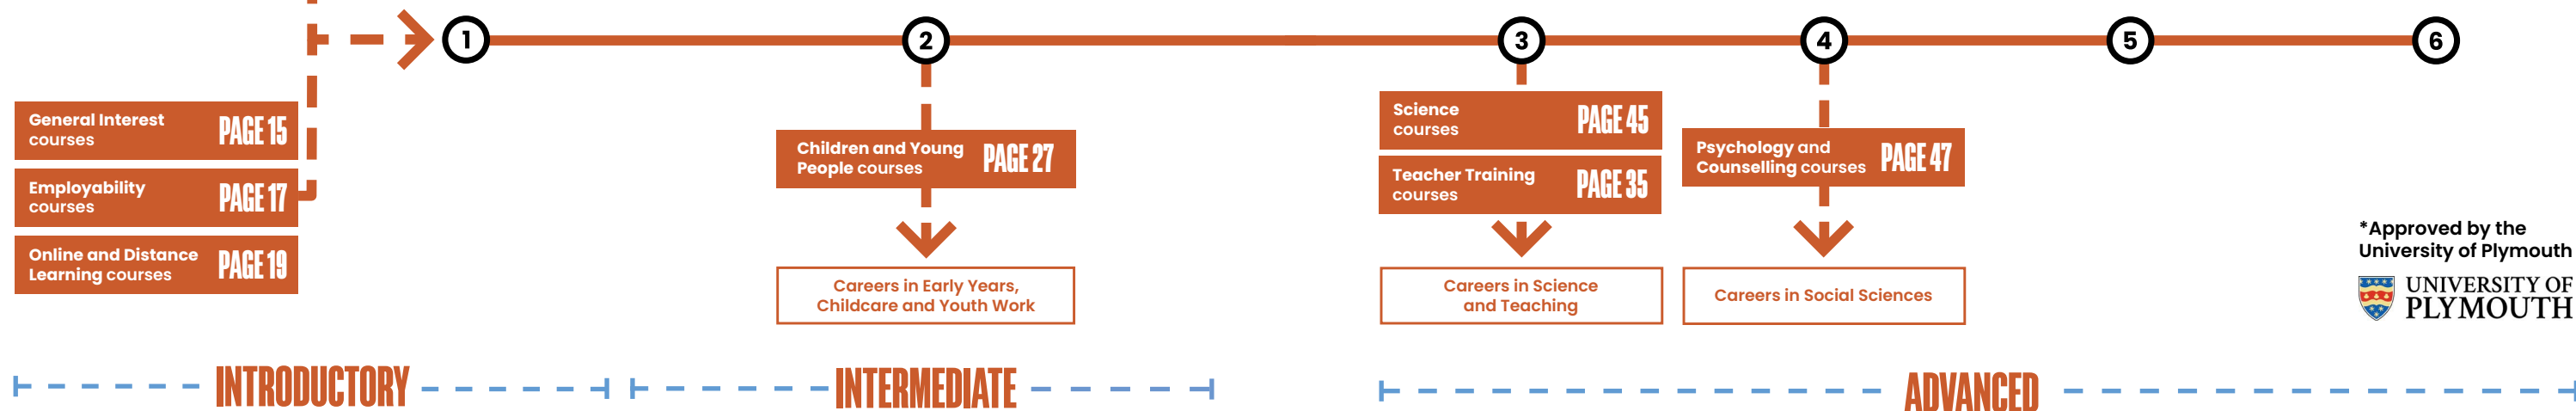 1
2
3
4
5
6
General Interest
courses
PAGE 15
Employability
courses
PAGE 17
Online and Distance
Learning courses
PAGE 19
Children and Young
People courses
PAGE 27
Careers in Early Years,
Childcare and Youth Work
Science
courses
PAGE 45
Teacher Training
courses
PAGE 35
Careers in Science
and Teaching
Psychology and
Counselling courses
PAGE 47
Careers in Social Sciences
*Approved by the
University of Plymouth
UNIVERSITY OF
PLYMOUTH
INTRODUCTORY
INTERMEDIATE
ADVANCED